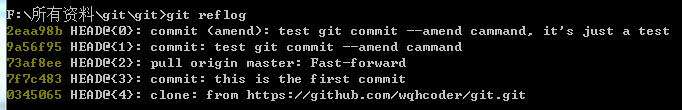 F:\所有资料\git\git>git reflog
2eaa98b HEAD@{0}: commit (amend): test git commit --amend cammand, it's just a test
9a56f95 HEAD@{1}: commit: test git commit --amend cammand
73af8ee HEAD@{2}: pull origin master: Fast-forward
7f7c483 HEAD@{3}: commit: this is the first commit
0345065 HEAD@{4}: clone: from https://github.com/wqhcoder/git.git